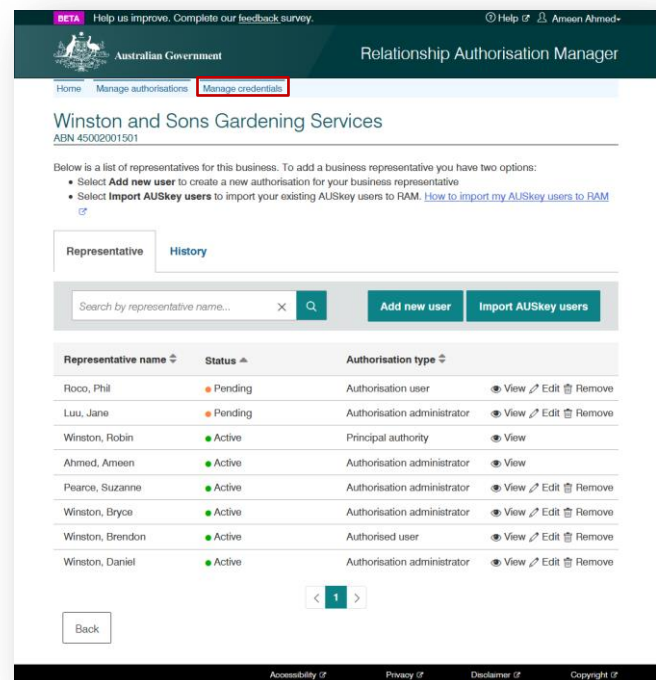 BETA Help us improve. Complete our feedback survey. Help Ameen Ahmed
Australian Government Relationship Authorisation Manager
Home Manage authorisations Manage credentials
Winston and Sons Gardening Services
ABN 45002001501
Below is a list of representatives for this business. To add a business representative you have two options:
• Select Add new user to create a new authorisation for your business representative
• Select Import AUSkey users to import your existing AUSkey users to RAM. How to import my AUSkey users to RAM
Representative History
Search by representative name... Add new user Import AUSkey users
Representative name Status Authorisation type
Roco, Phil Pending Authorisation user View Edit Remove
Luu, Jane Pending Authorisation administrator View Edit Remove
Winston, Robin Active Principal authority View
Ahmed, Ameen Active Authorisation administrator View
Pearce, Suzanne Active Authorisation administrator View Edit Remove
Winston, Bryce Active Authorisation administrator View Edit Remove
Winston, Brendon Active Authorised user View Edit Remove
Winston, Daniel Active Authorisation administrator View Edit Remove
< 1 >
Back
Accessibility Privacy Disclaimer Copyright